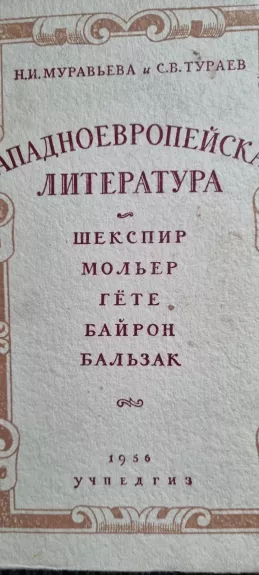 Н.И.МУРАВЬЕВА и С.В.ТУРАЕВ
АПАДНОЕВРОПЕЙСКА
ЛИТЕРАТУРА
ШЕКСПИР
МОЛЬЕР
ГЁТЕ
БАЙРОН
БАЛЬЗАК
1956
УЧПЕДГИЗ